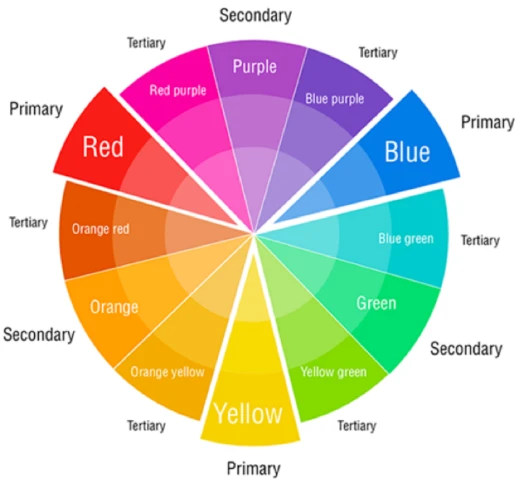 Secondary
Tertiary
Tertiary
Purple
Red purple
Blue purple
Primary
Primary
Red
Blue
Tertiary
Orange red
Blue green
Tertiary
Orange
Green
Secondary
Secondary
Orange yellow
Yellow green
Yellow
Tertiary
Tertiary
Primary